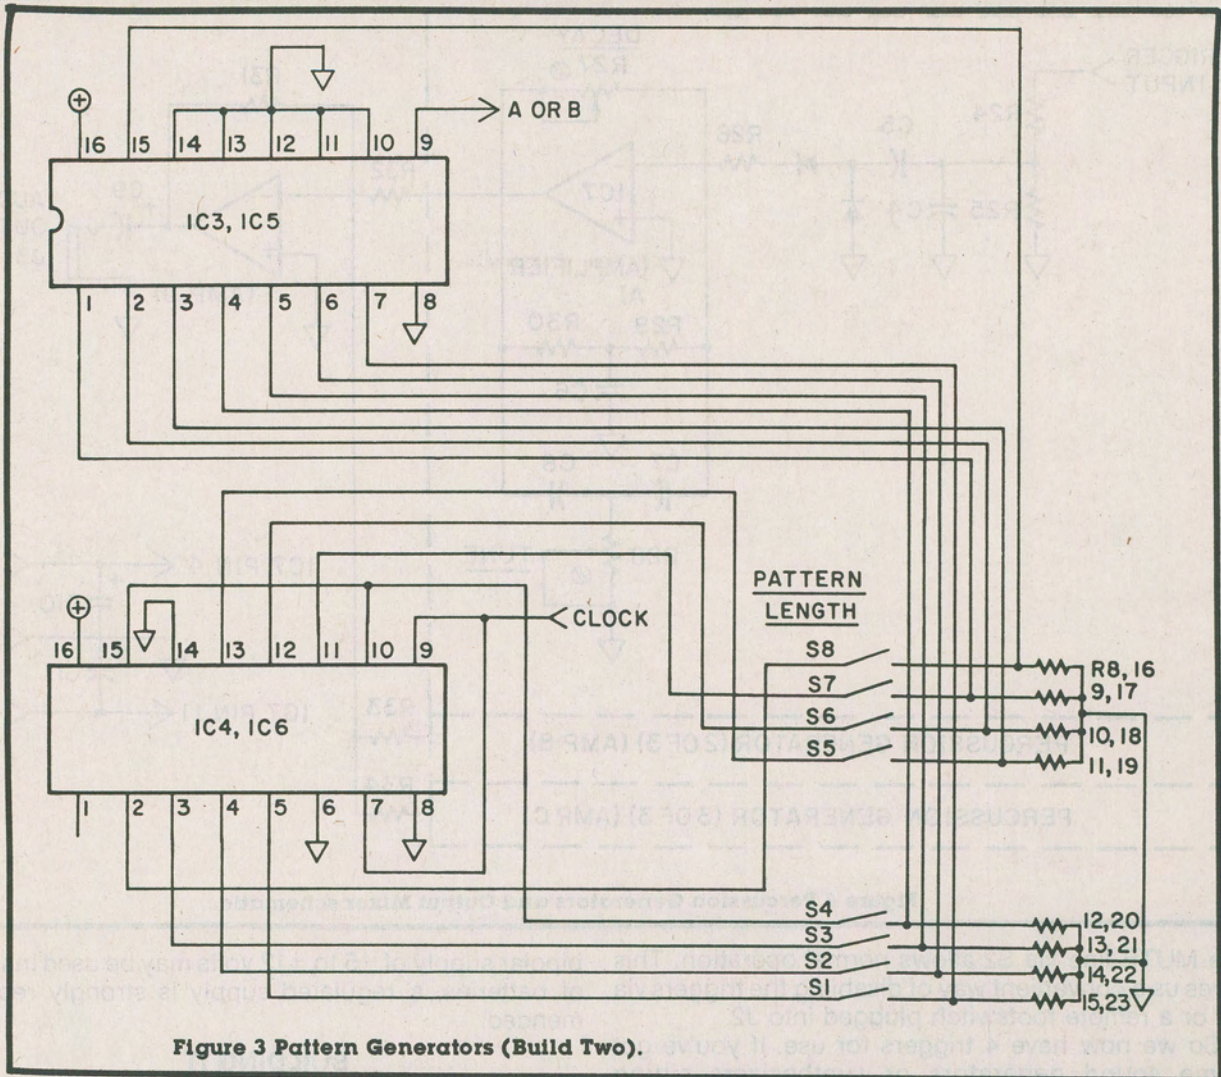 A OR B
16 15 14 13 12 11 10 9
IC3, IC5
1 2 3 4 5 6 7 8
PATTERN
LENGTH
CLOCK
16 15 14 13 12 11 10 9
S8
R8, 16
S7
9, 17
IC4, IC6
S6
10, 18
S5
11, 19
1 2 3 4 5 6 7 8
S4
12, 20
S3
13, 21
S2
14, 22
S1
15, 23
Figure 3 Pattern Generators (Build Two).